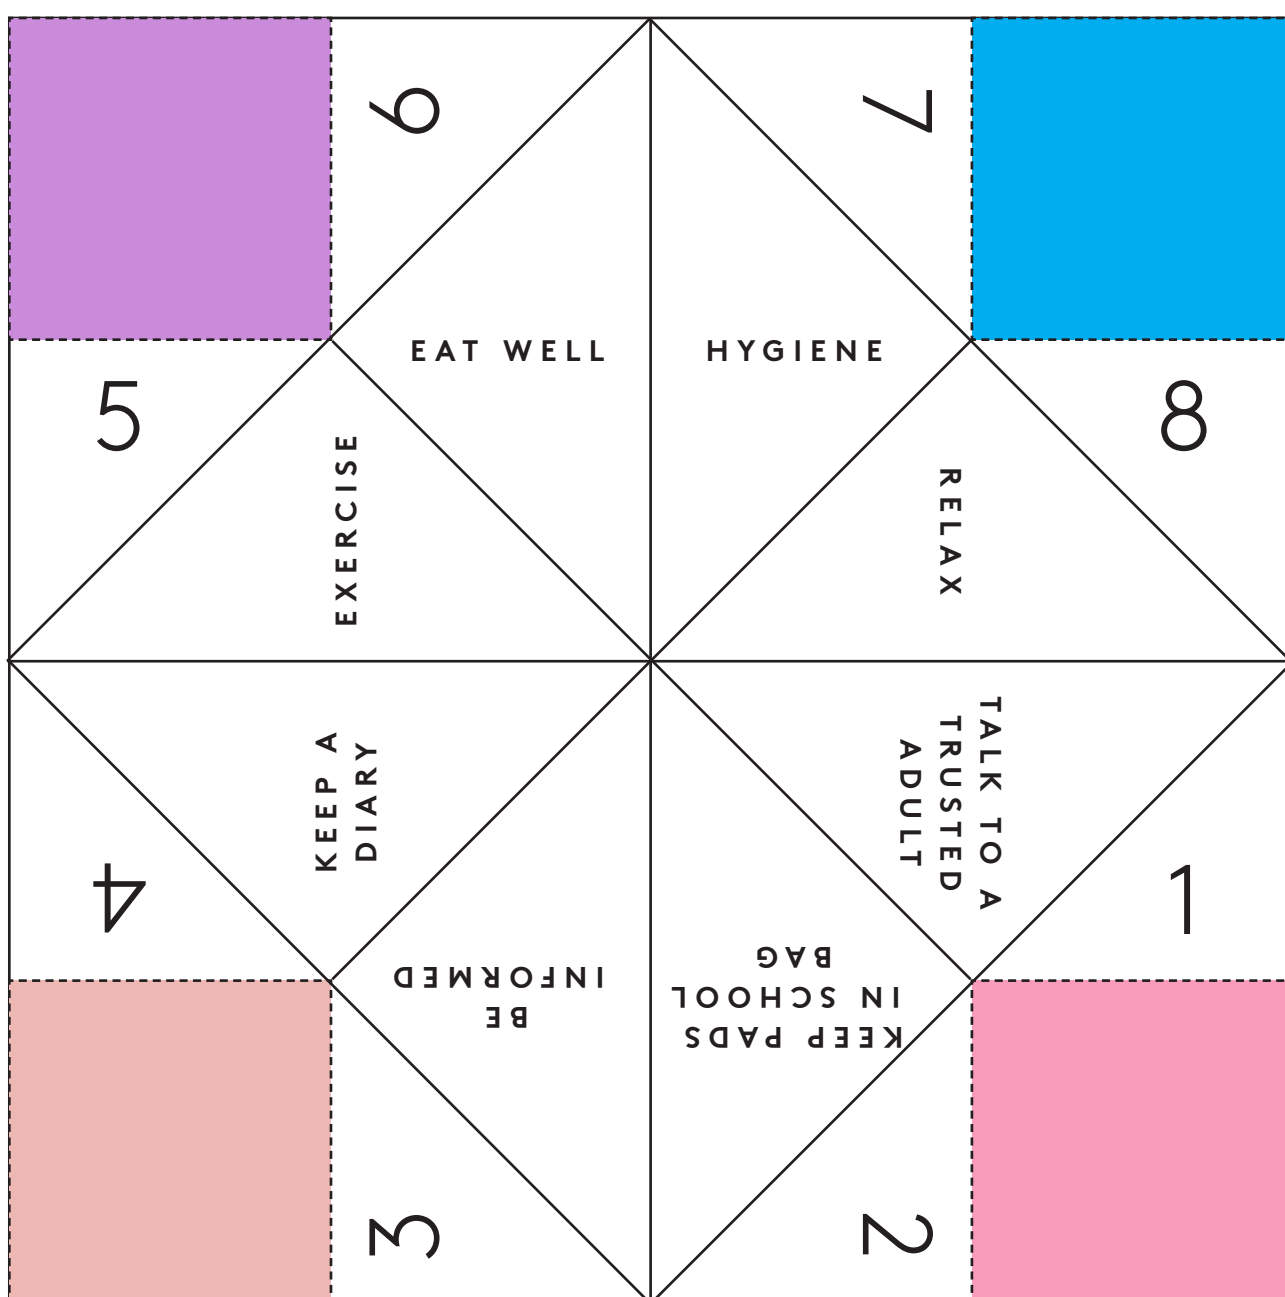 6
7
EAT WELL
HYGIENE
5
8
EXERCISE
RELAX
KEEP A
DIARY
TALK TO A
TRUSTED
ADULT
4
1
BE
INFORMED
KEEP PADS
IN SCHOOL
BAG
3
2